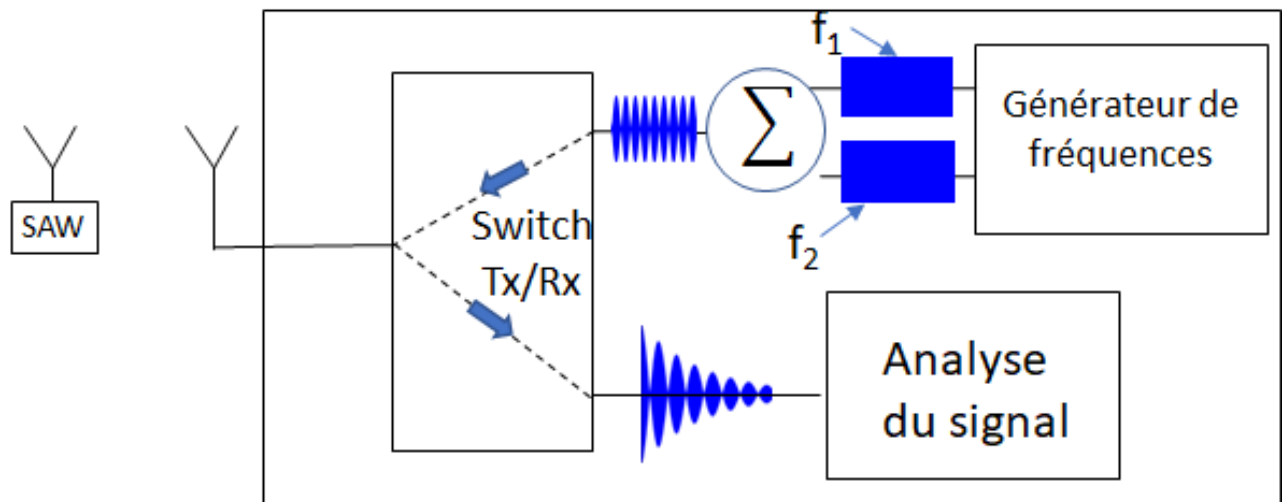 f₁
Générateur de
fréquences
∑
SAW
Switch
Tx/Rx
f₂
Analyse
du signal